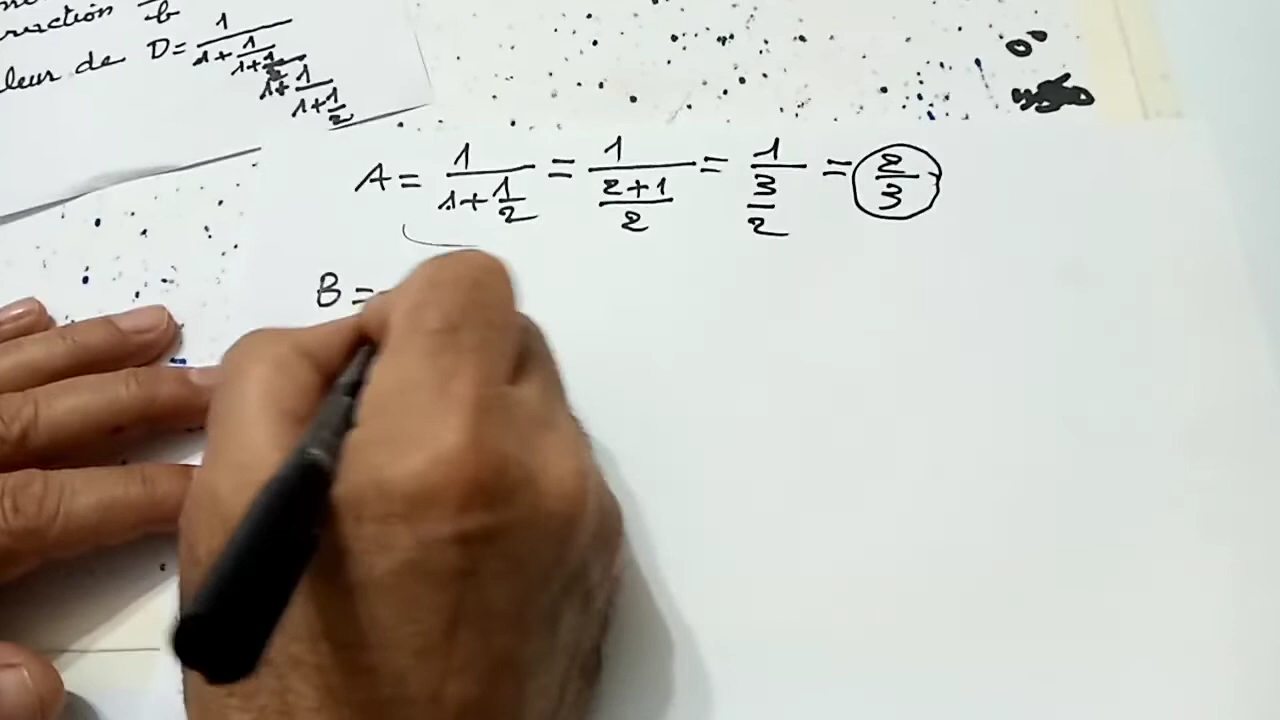 fraction b
leur de D = 1/(1+1/(1+1/(1+1/(1+1/2))))
A = 1/(1+1/2) = 1/((2+1)/2) = 1/(3/2) = 2/3
B =